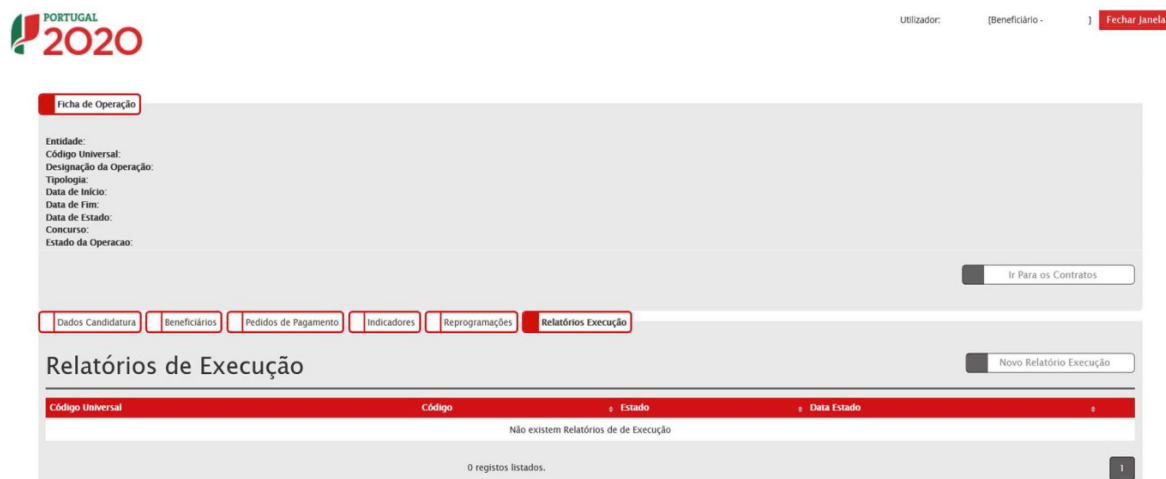 PORTUGAL
2020
Utilizador: [Beneficiário - ] Fechar Janela
Ficha de Operação
Entidade:
Código Universal:
Designação da Operação:
Tipologia:
Data de Início:
Data de Fim:
Data de Estado:
Concurso:
Estado da Operacao:
Ir Para os Contratos
Dados Candidatura Beneficiários Pedidos de Pagamento Indicadores Reprogramações Relatórios Execução
Relatórios de Execução
Novo Relatório Execução
Código Universal Código Estado Data Estado
Não existem Relatórios de de Execução
0 registos listados.
1